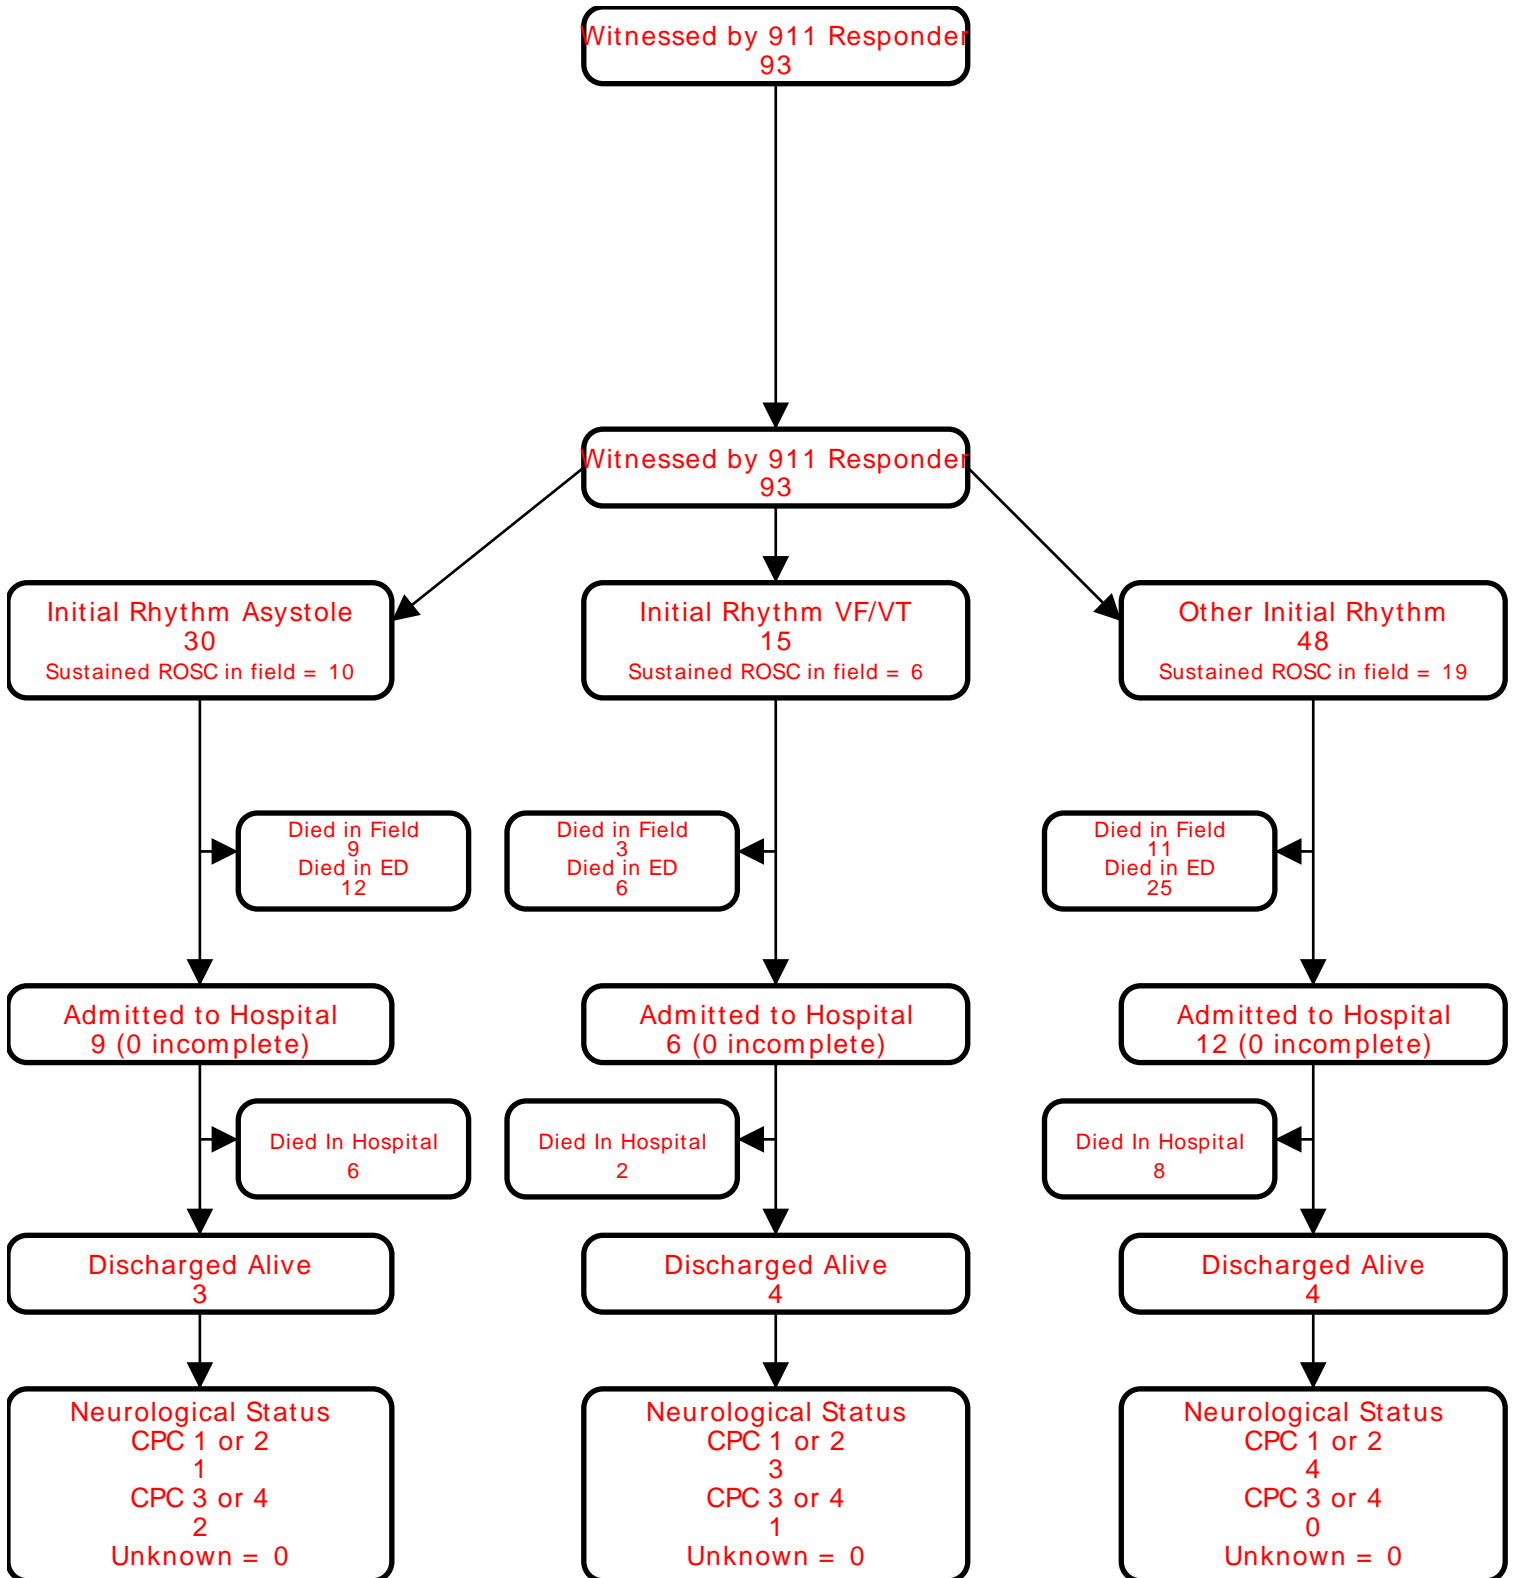 Witnessed by 911 Responder
93
Witnessed by 911 Responder
93
Initial Rhythm Asystole
30
Sustained ROSC in field = 10
Initial Rhythm VF/VT
15
Sustained ROSC in field = 6
Other Initial Rhythm
48
Sustained ROSC in field = 19
Died in Field
9
Died in ED
12
Died in Field
3
Died in ED
6
Died in Field
11
Died in ED
25
Admitted to Hospital
9 (0 incomplete)
Admitted to Hospital
6 (0 incomplete)
Admitted to Hospital
12 (0 incomplete)
Died In Hospital
6
Died In Hospital
2
Died In Hospital
8
Discharged Alive
3
Discharged Alive
4
Discharged Alive
4
Neurological Status
CPC 1 or 2
1
CPC 3 or 4
2
Unknown = 0
Neurological Status
CPC 1 or 2
3
CPC 3 or 4
1
Unknown = 0
Neurological Status
CPC 1 or 2
4
CPC 3 or 4
0
Unknown = 0